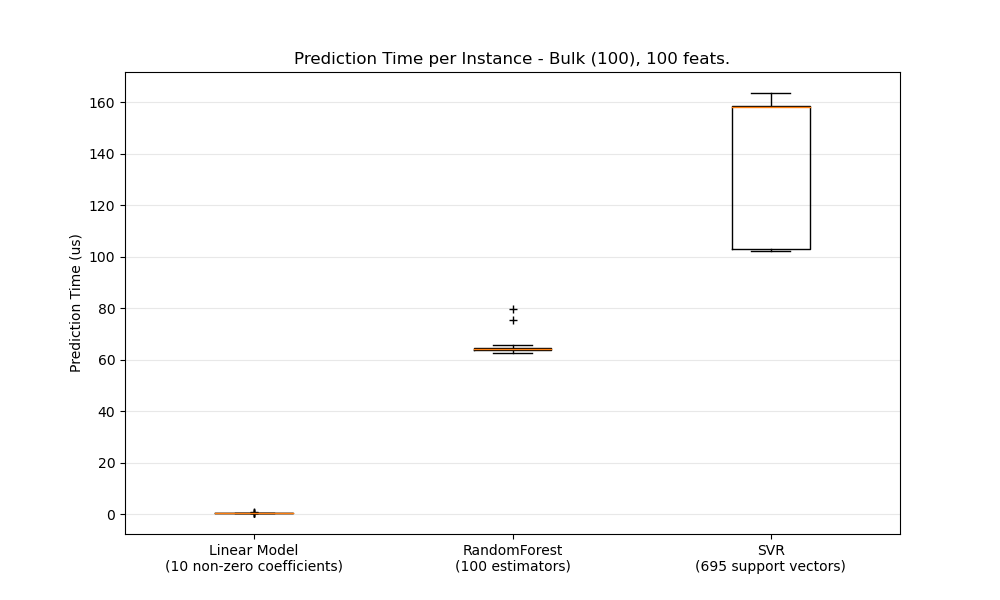 Prediction Time per Instance - Bulk (100), 100 feats.
160
140
120
100
80
60
40
20
0
Prediction Time (us)
Linear Model
(10 non-zero coefficients)
RandomForest
(100 estimators)
SVR
(695 support vectors)